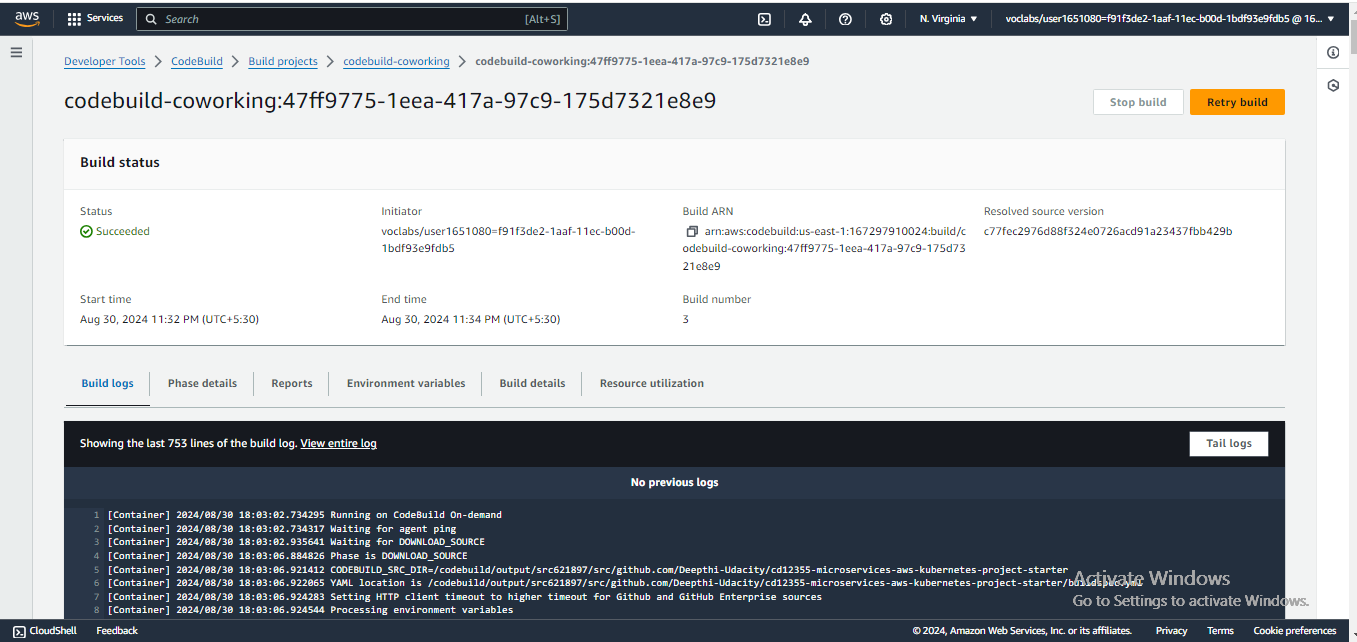 aws Services Search [Alt+S] N. Virginia voclabs/user1651080=f91f3de2-1aaf-11ec-b00d-1bdf93e9fdb5 @ 16...
Developer Tools CodeBuild Build projects codebuild-coworking codebuild-coworking:47ff9775-1eea-417a-97c9-175d7321e8e9
codebuild-coworking:47ff9775-1eea-417a-97c9-175d7321e8e9
Stop build Retry build
Build status
Status Initiator Build ARN Resolved source version
Succeeded voclabs/user1651080=f91f3de2-1aaf-11ec-b00d- arn:aws:codebuild:us-east-1:167297910024:build/c c77fec2976d88f324e0726acd91a23437fbb429b
1bdf93e9fdb5 odebuild-coworking:47ff9775-1eea-417a-97c9-175d73
21e8e9
Start time End time Build number
Aug 30, 2024 11:32 PM (UTC+5:30) Aug 30, 2024 11:34 PM (UTC+5:30) 3
Build logs Phase details Reports Environment variables Build details Resource utilization
Showing the last 753 lines of the build log. View entire log Tail logs
No previous logs
1 [Container] 2024/08/30 18:03:02.734295 Running on CodeBuild On-demand
2 [Container] 2024/08/30 18:03:02.734317 Waiting for agent ping
3 [Container] 2024/08/30 18:03:02.935641 Waiting for DOWNLOAD_SOURCE
4 [Container] 2024/08/30 18:03:06.884826 Phase is DOWNLOAD_SOURCE
5 [Container] 2024/08/30 18:03:06.921412 CODEBUILD_SRC_DIR=/codebuild/output/src621897/src/github.com/Deepthi-Udacity/cd12355-microservices-aws-kubernetes-project-starter
6 [Container] 2024/08/30 18:03:06.922065 YAML location is /codebuild/output/src621897/src/github.com/Deepthi-Udacity/cd12355-microservices-aws-kubernetes-project-starter/buildspec.yml
7 [Container] 2024/08/30 18:03:06.924283 Setting HTTP client timeout to higher timeout for Github and GitHub Enterprise sources
8 [Container] 2024/08/30 18:03:06.924544 Processing environment variables
Activate Windows
Go to Settings to activate Windows.
CloudShell Feedback © 2024, Amazon Web Services, Inc. or its affiliates. Privacy Terms Cookie preferences